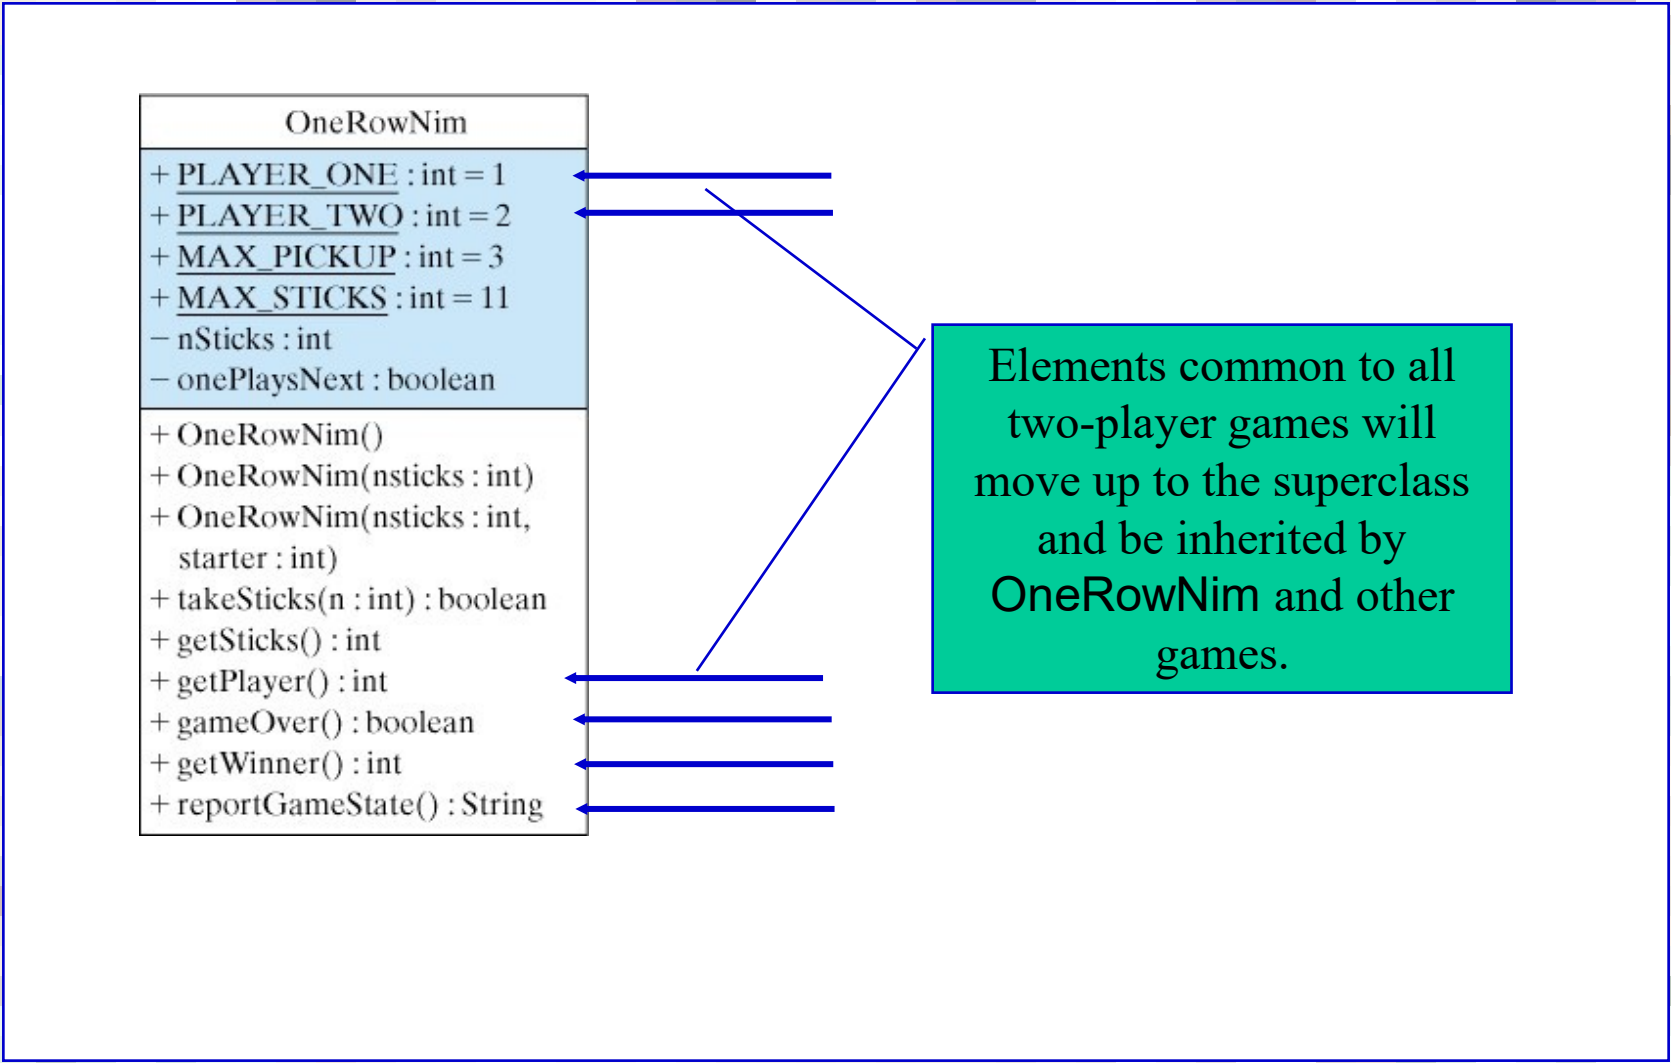 OneRowNim
+ PLAYER_ONE : int = 1
+ PLAYER_TWO : int = 2
+ MAX_PICKUP : int = 3
+ MAX_STICKS : int = 11
− nSticks : int
− onePlaysNext : boolean
+ OneRowNim()
+ OneRowNim(nsticks : int)
+ OneRowNim(nsticks : int,
starter : int)
+ takeSticks(n : int) : boolean
+ getSticks() : int
+ getPlayer() : int
+ gameOver() : boolean
+ getWinner() : int
+ reportGameState() : String
Elements common to all
two-player games will
move up to the superclass
and be inherited by
OneRowNim and other
games.